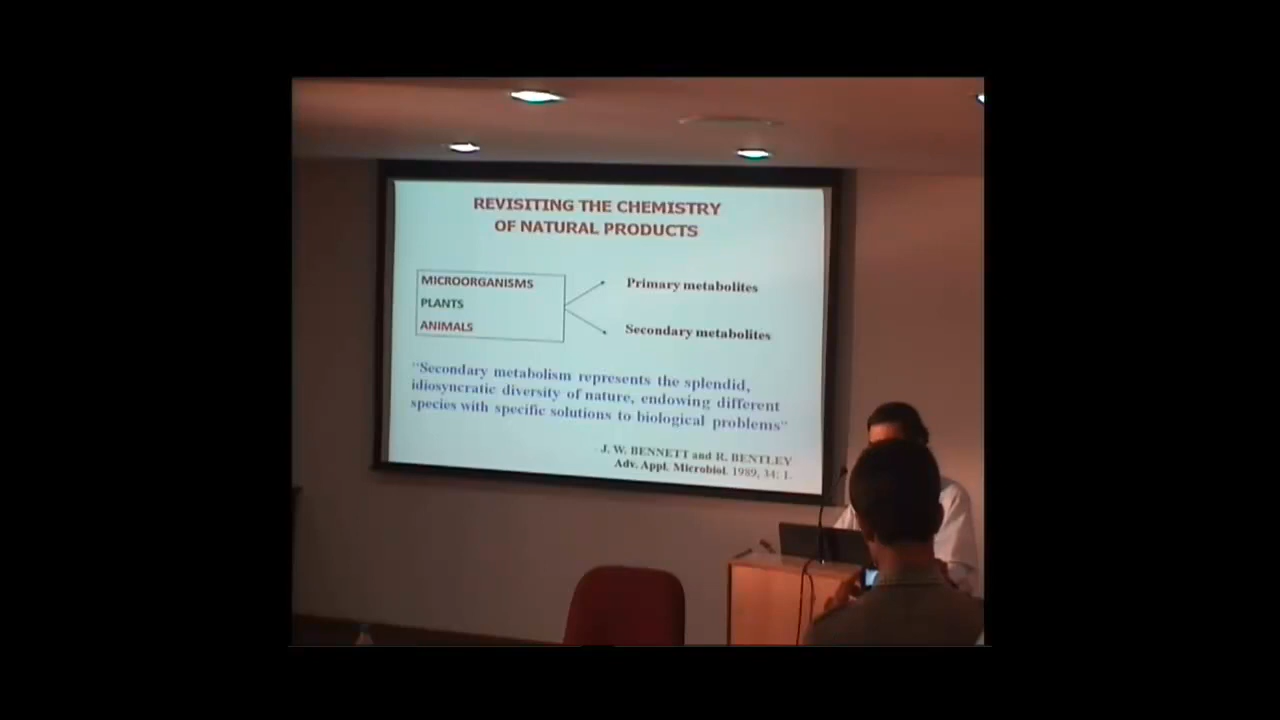 REVISITING THE CHEMISTRY
OF NATURAL PRODUCTS
MICROORGANISMS
PLANTS
ANIMALS
Primary metabolites
Secondary metabolites
"Secondary metabolism represents the splendid,
idiosyncratic diversity of nature, endowing different
species with specific solutions to biological problems"
J. W. BENNETT and R. BENTLEY
Adv. Appl. Microbiol. 1989, 34: 1.